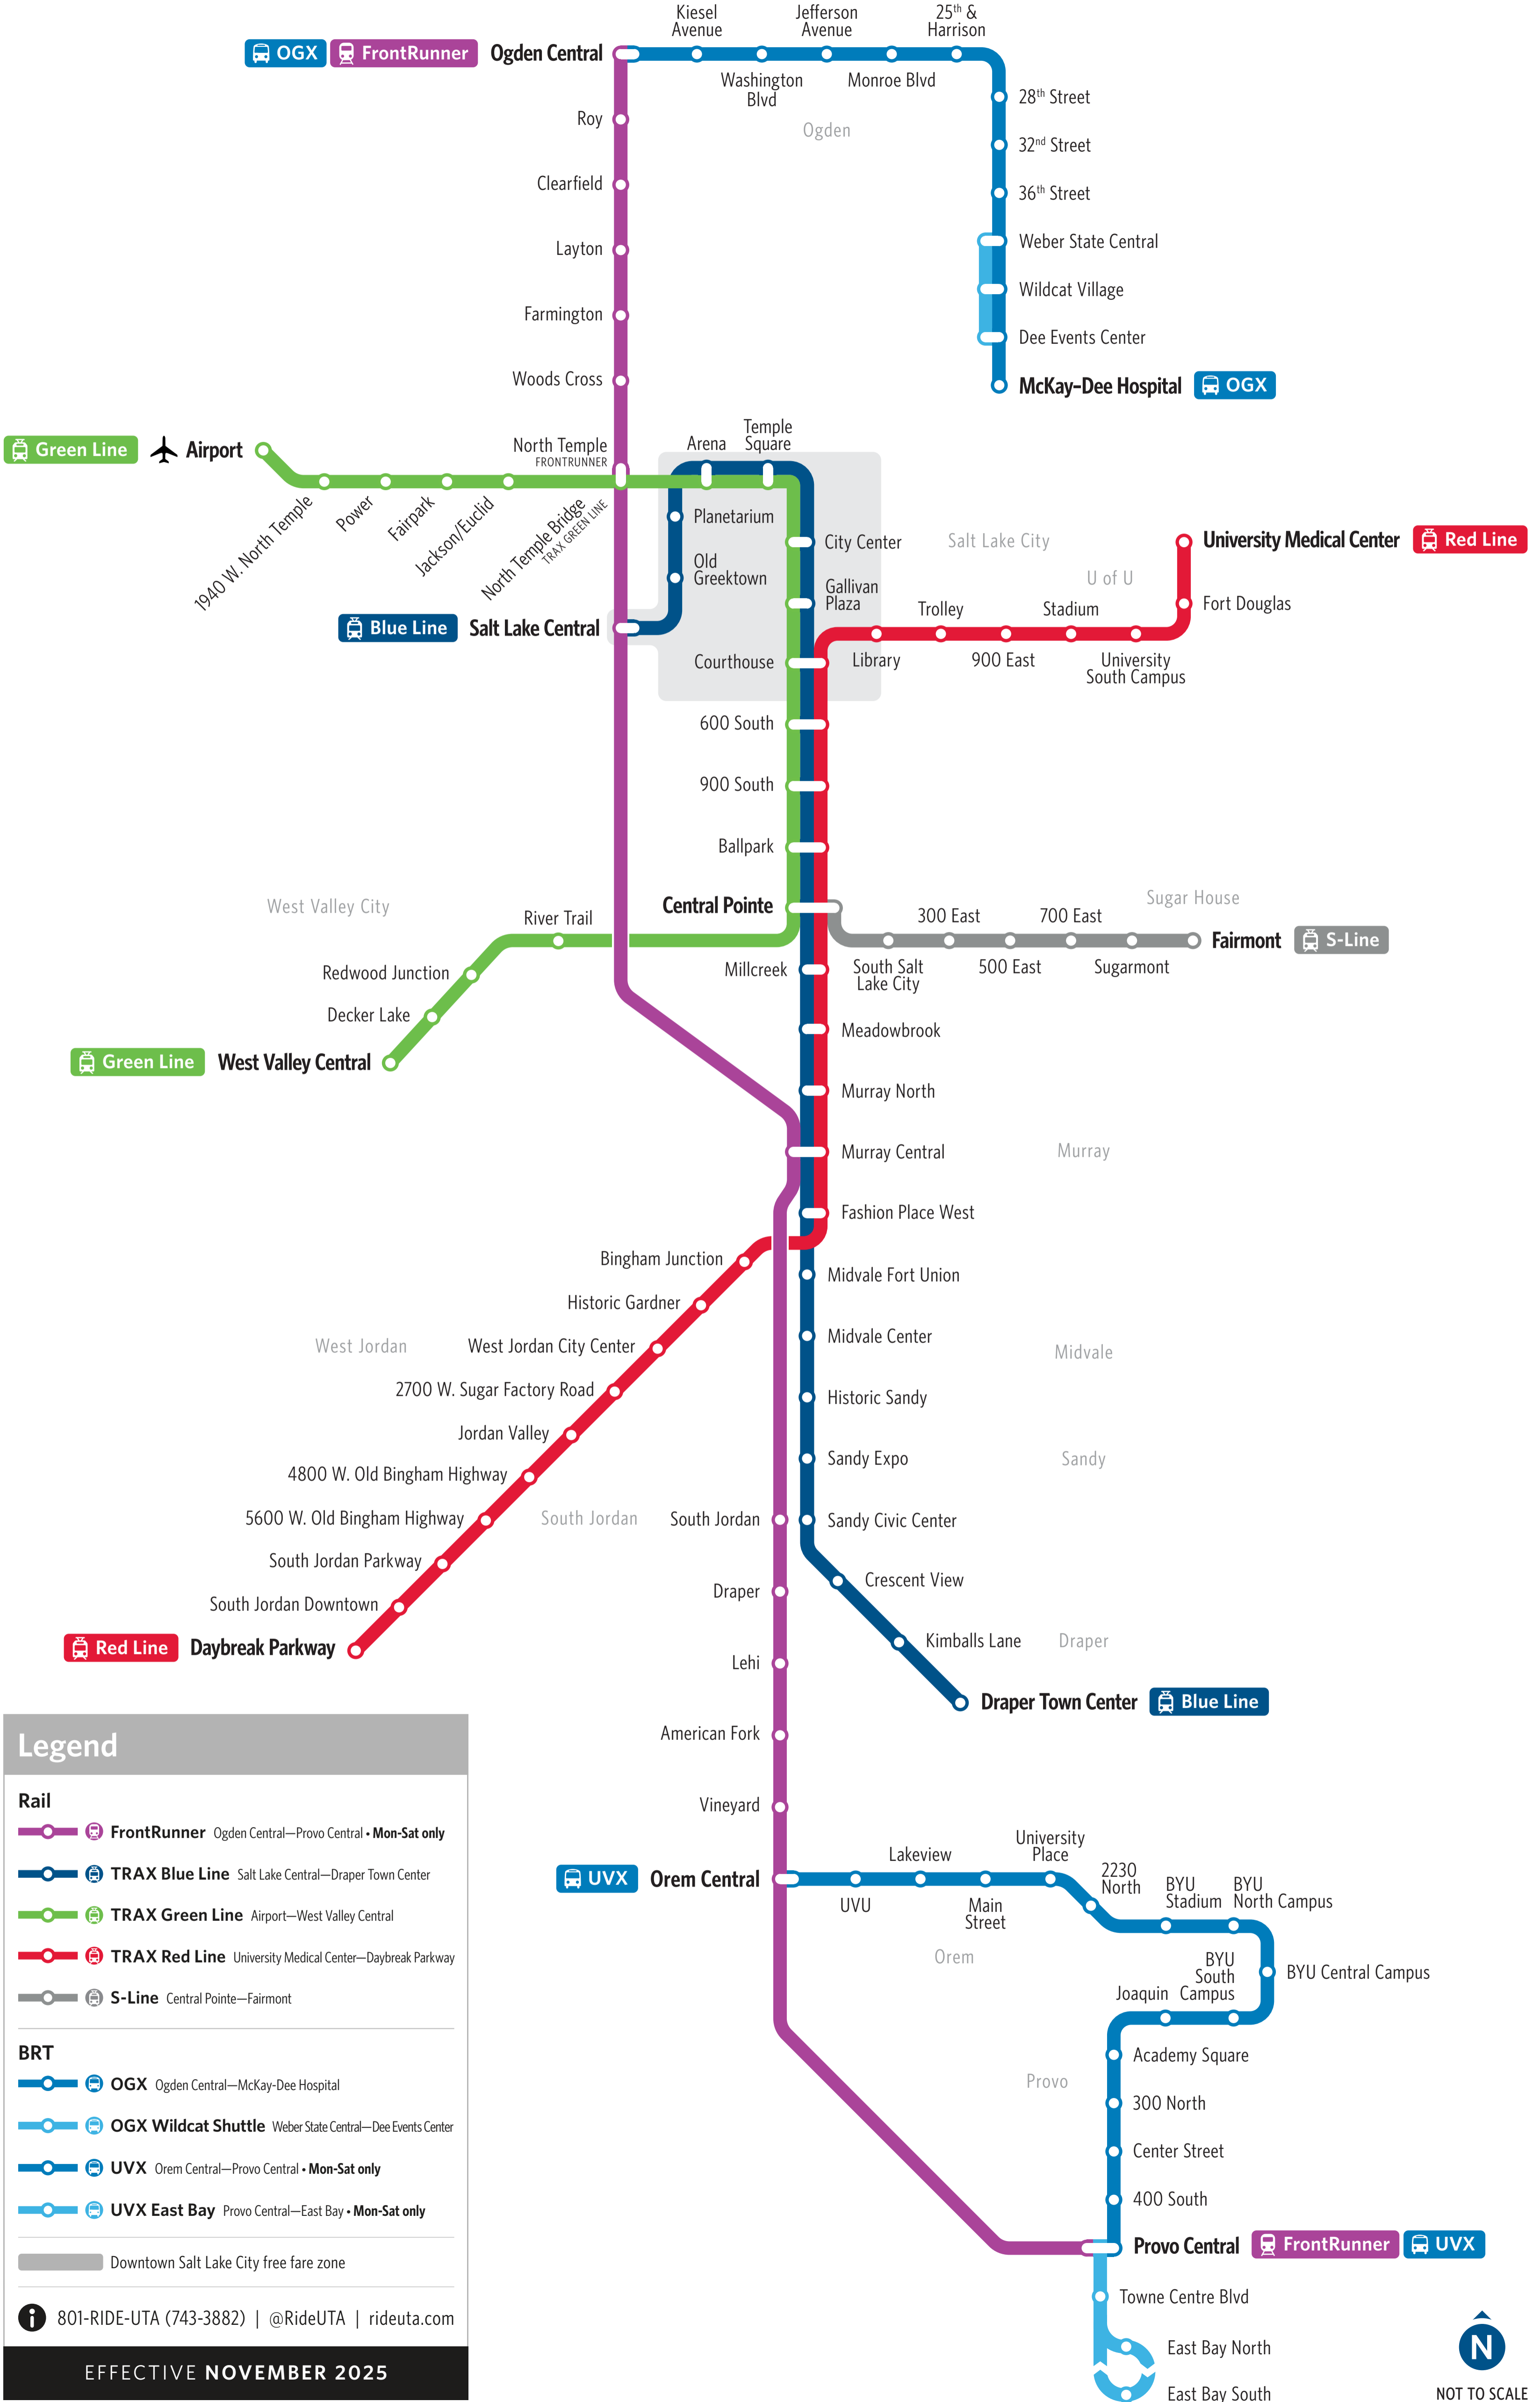 Kiesel
Avenue
Jefferson
Avenue
25th &
Harrison
OGX
FrontRunner
Ogden Central
Washington
Blvd
Monroe Blvd
28th Street
Roy
Ogden
32nd Street
Clearfield
36th Street
Layton
Weber State Central
Wildcat Village
Farmington
Dee Events Center
Woods Cross
McKay-Dee Hospital
OGX
Green Line
Airport
North Temple
FRONTRUNNER
Arena
Temple
Square
1940 W. North Temple
Power
Fairpark
Jackson/Euclid
North Temple Bridge
TRAX GREEN LINE
Planetarium
City Center
Salt Lake City
University Medical Center
Red Line
Old
Greektown
U of U
Gallivan
Plaza
Trolley
Stadium
Fort Douglas
Blue Line
Salt Lake Central
Courthouse
Library
900 East
University
South Campus
600 South
900 South
Ballpark
West Valley City
Central Pointe
Sugar House
River Trail
300 East
700 East
Fairmont
S-Line
Redwood Junction
Millcreek
South Salt
Lake City
500 East
Sugarmont
Decker Lake
Meadowbrook
Green Line
West Valley Central
Murray North
Murray Central
Murray
Fashion Place West
Bingham Junction
Midvale Fort Union
Historic Gardner
West Jordan
West Jordan City Center
Midvale Center
Midvale
2700 W. Sugar Factory Road
Historic Sandy
Jordan Valley
Sandy Expo
Sandy
4800 W. Old Bingham Highway
5600 W. Old Bingham Highway
South Jordan
South Jordan
Sandy Civic Center
South Jordan Parkway
Crescent View
Draper
South Jordan Downtown
Red Line
Daybreak Parkway
Kimballs Lane
Draper
Lehi
Draper Town Center
Blue Line
American Fork
Vineyard
UVX
Orem Central
Lakeview
University
Place
2230
North
BYU
Stadium
BYU
North Campus
UVU
Main
Street
Orem
BYU
South
Campus
BYU Central Campus
Joaquin
Academy Square
Provo
300 North
Center Street
400 South
Provo Central
FrontRunner
UVX
Towne Centre Blvd
East Bay North
East Bay South
Legend
Rail
FrontRunner Ogden Central—Provo Central • Mon-Sat only
TRAX Blue Line Salt Lake Central—Draper Town Center
TRAX Green Line Airport—West Valley Central
TRAX Red Line University Medical Center—Daybreak Parkway
S-Line Central Pointe—Fairmont
BRT
OGX Ogden Central—McKay-Dee Hospital
OGX Wildcat Shuttle Weber State Central—Dee Events Center
UVX Orem Central—Provo Central • Mon-Sat only
UVX East Bay Provo Central—East Bay • Mon-Sat only
Downtown Salt Lake City free fare zone
801-RIDE-UTA (743-3882) | @RideUTA | rideuta.com
EFFECTIVE NOVEMBER 2025
N
NOT TO SCALE